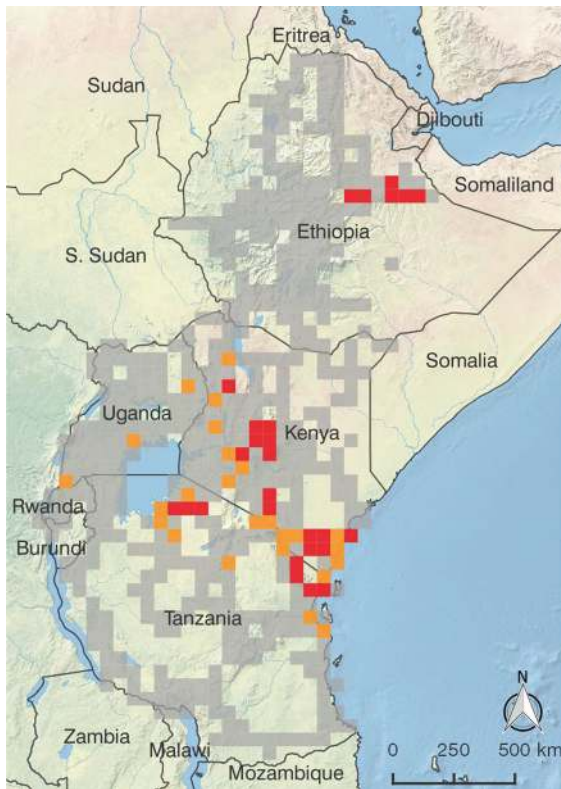 Eritrea
Sudan
Djibouti
Somaliland
Ethiopia
S. Sudan
Somalia
Uganda
Kenya
Rwanda
Burundi
Tanzania
N
Zambia
Malawi
0 250 500 km
Mozambique